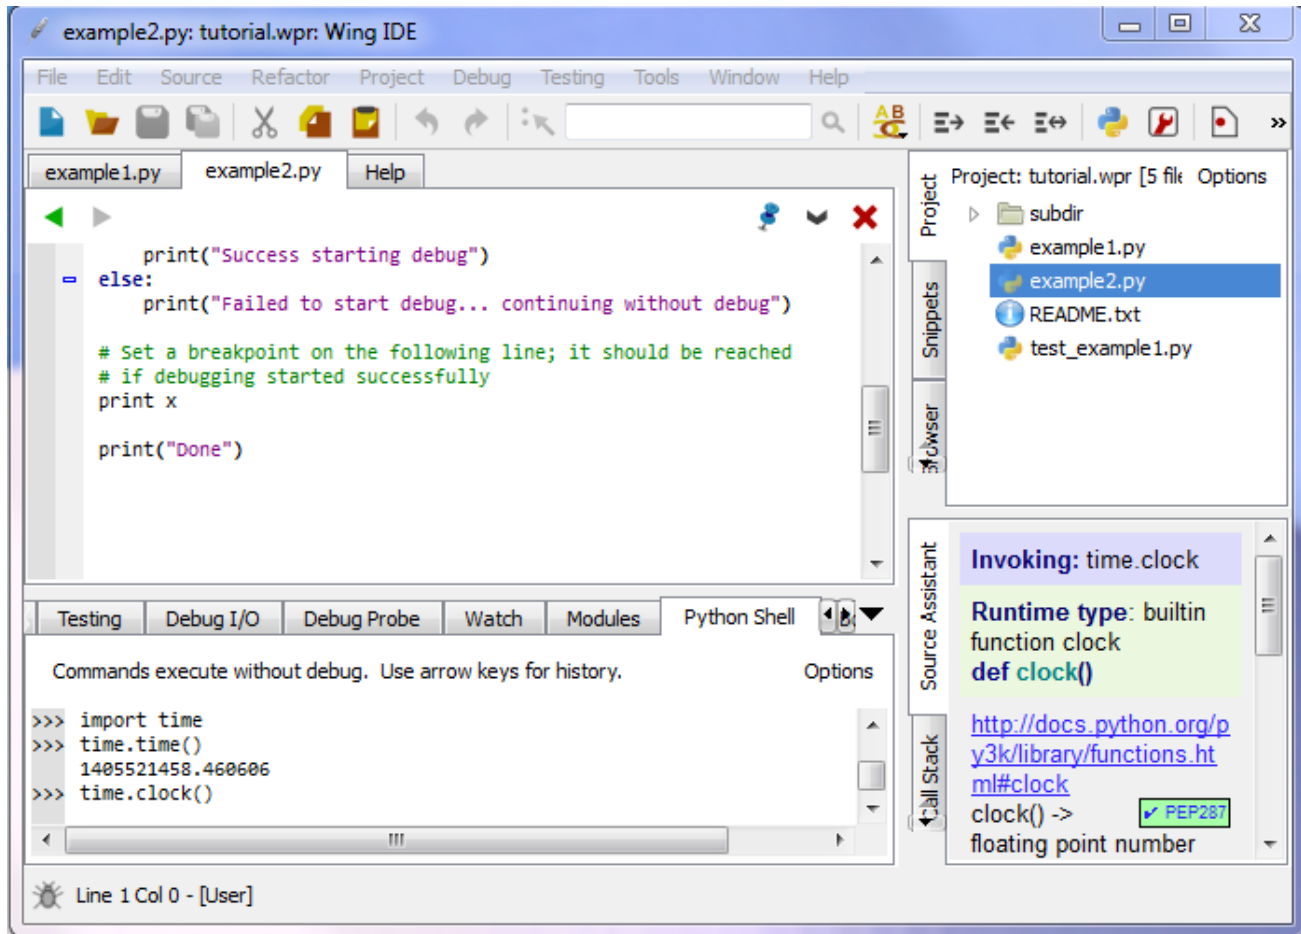 example2.py: tutorial.wpr: Wing IDE
File Edit Source Refactor Project Debug Testing Tools Window Help
example1.py example2.py Help
print("Success starting debug")
else:
print("Failed to start debug... continuing without debug")
# Set a breakpoint on the following line; it should be reached
# if debugging started successfully
print x
print("Done")
Testing Debug I/O Debug Probe Watch Modules Python Shell
Commands execute without debug. Use arrow keys for history. Options
>>> import time
>>> time.time()
1405521458.460606
>>> time.clock()
Project
Snippets
Project: tutorial.wpr [5 file Options
subdir
example1.py
example2.py
README.txt
test_example1.py
Source Assistant
Invoking: time.clock
Runtime type: builtin
function clock
def clock()
http://docs.python.org/p
y3k/library/functions.ht
ml#clock
clock() -> ✔ PEP287
floating point number
Line 1 Col 0 - [User]